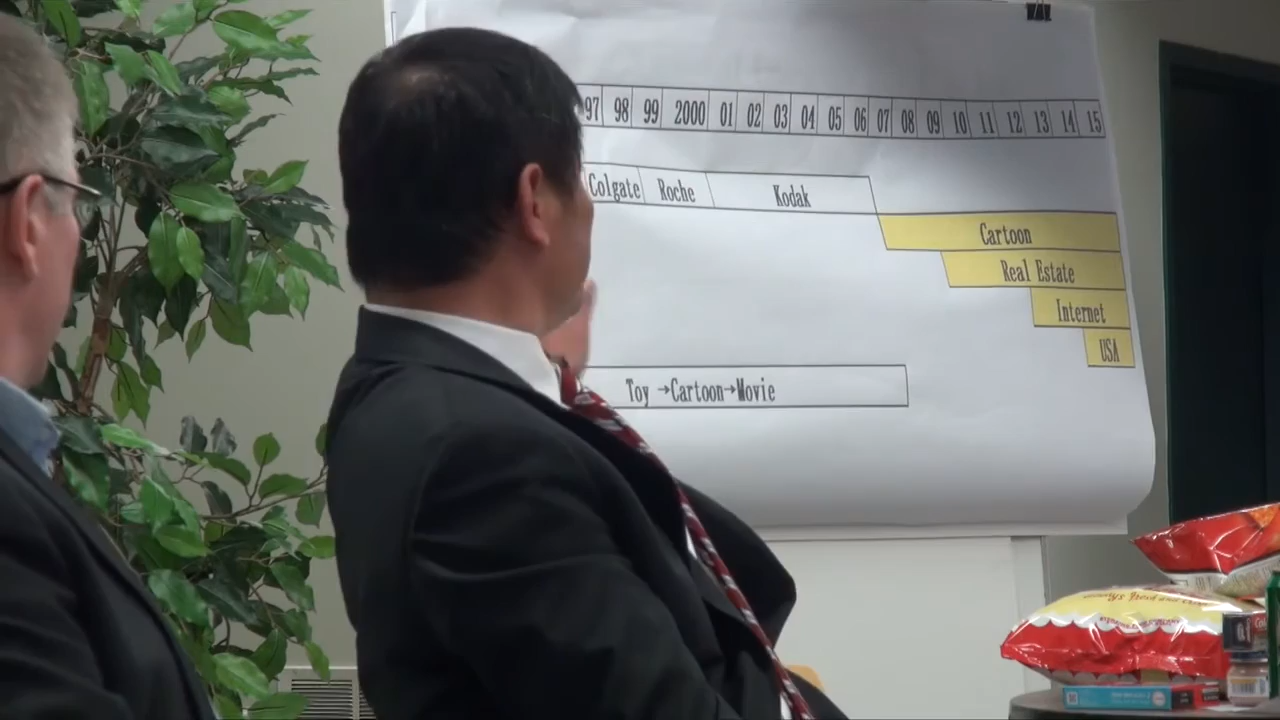 97 98 99 2000 01 02 03 04 05 06 07 08 09 10 11 12 13 14 15
Colgate Roche Kodak
Cartoon
Real Estate
Internet
USA
Toy →Cartoon→Movie